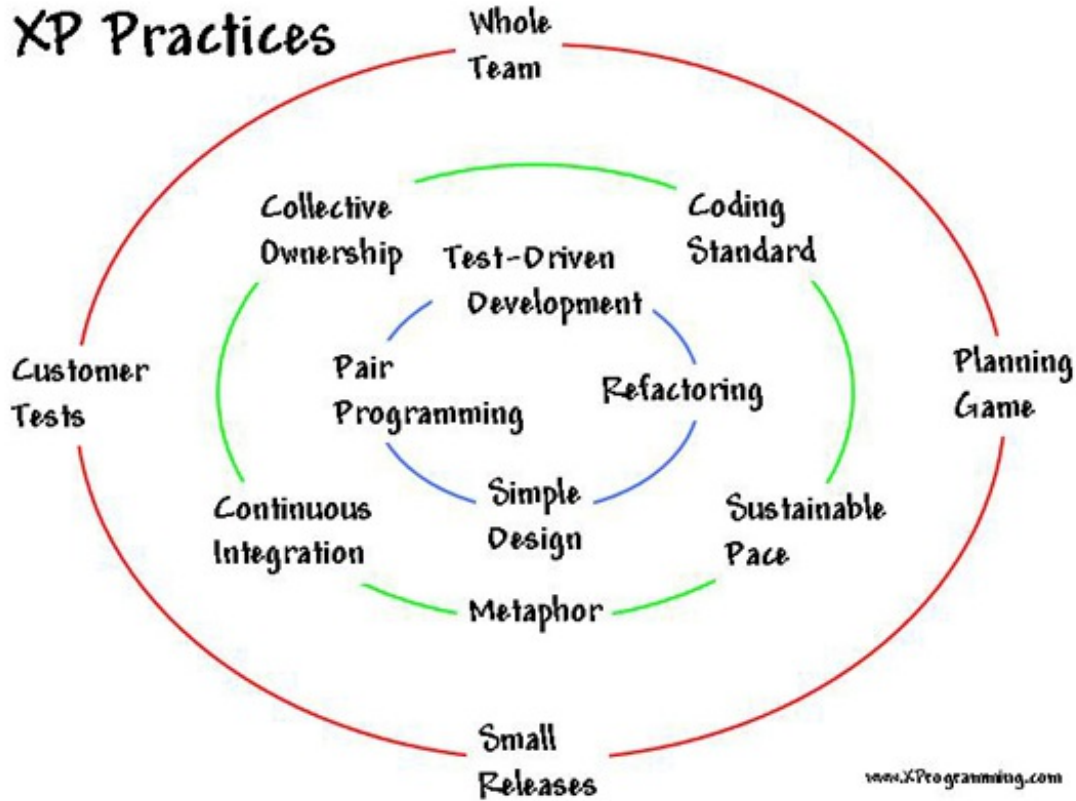 XP Practices
Whole
Team
Collective
Ownership
Coding
Standard
Test-Driven
Development
Customer
Tests
Pair
Programming
Refactoring
Planning
Game
Continuous
Integration
Simple
Design
Sustainable
Pace
Metaphor
Small
Releases
www.XProgramming.com